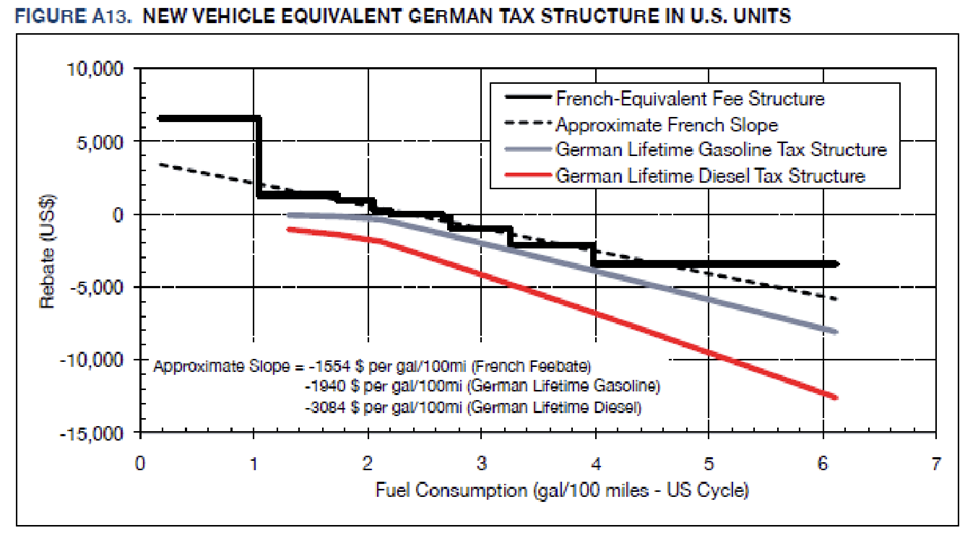 FIGURE A13. NEW VEHICLE EQUIVALENT GERMAN TAX STRUCTURE IN U.S. UNITS
10,000
5,000
0
-5,000
-10,000
-15,000
Rebate (US$)
French-Equivalent Fee Structure
Approximate French Slope
German Lifetime Gasoline Tax Structure
German Lifetime Diesel Tax Structure
Approximate Slope = -1554 $ per gal/100mi (French Feebate)
-1940 $ per gal/100mi (German Lifetime Gasoline)
-3084 $ per gal/100mi (German Lifetime Diesel)
0 1 2 3 4 5 6 7
Fuel Consumption (gal/100 miles - US Cycle)